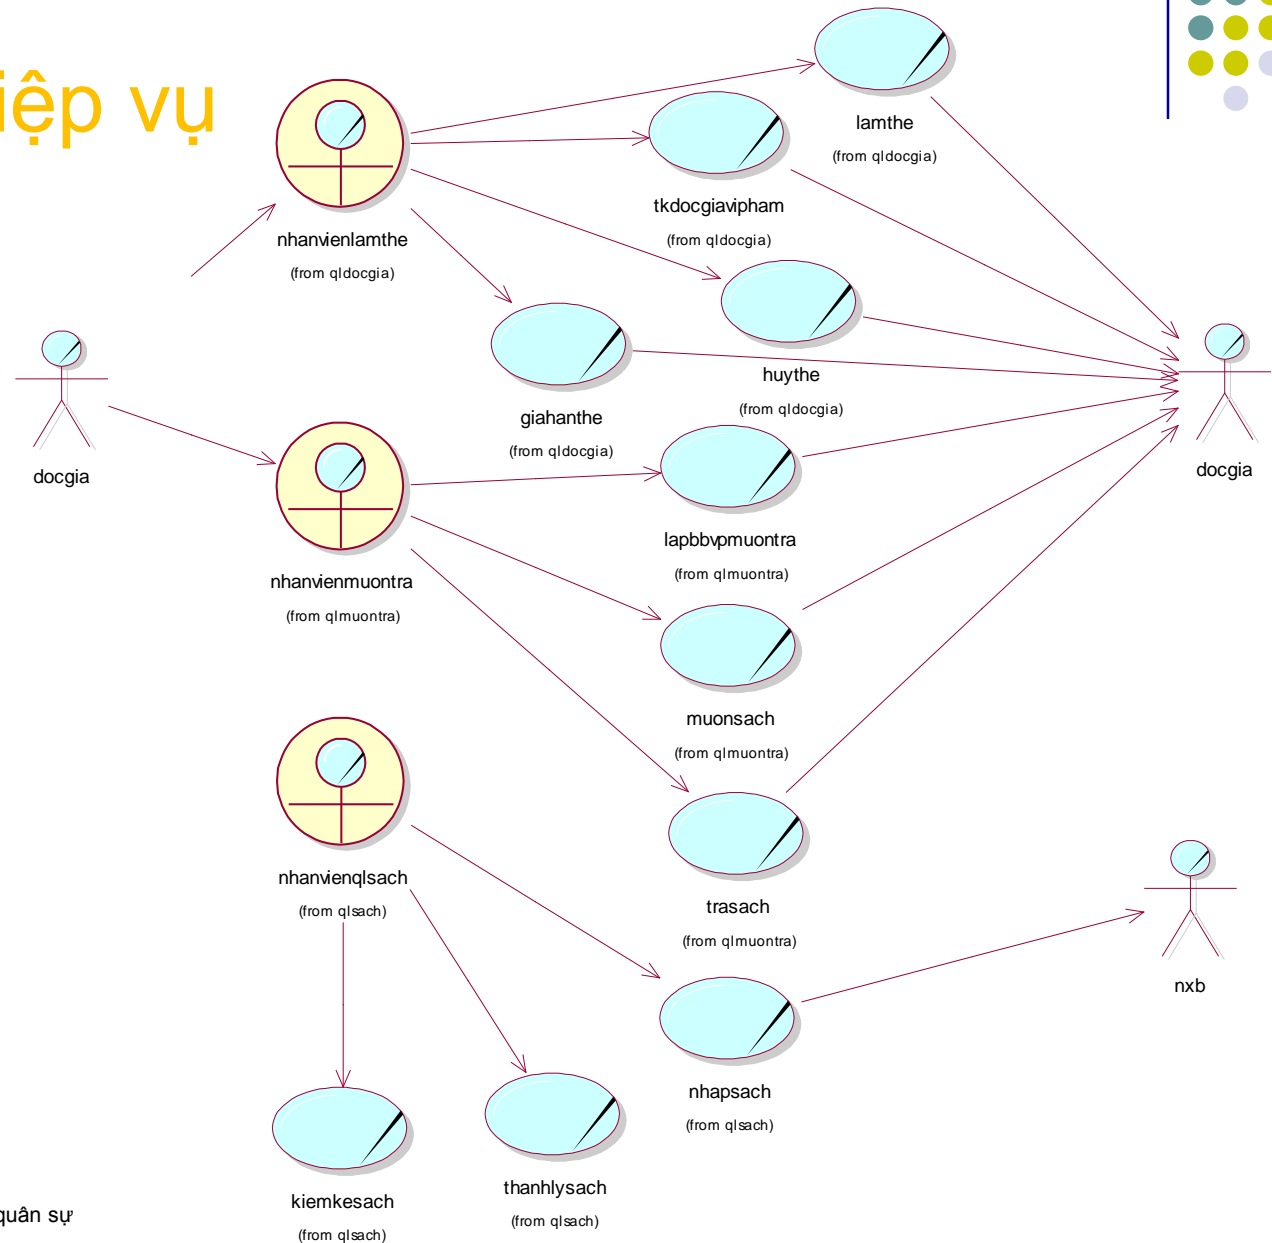 iệp vụ
lamthe
(from qldocgia)
tkdocgiavipham
(from qldocgia)
nhanvienlamthe
(from qldocgia)
huythe
(from qldocgia)
giahanthe
(from qldocgia)
docgia
docgia
lapbbvpmuontra
(from qlmuontra)
nhanvienmuontra
(from qlmuontra)
muonsach
(from qlmuontra)
nhanvienqlsach
(from qlsach)
trasach
(from qlmuontra)
nxb
nhapsach
(from qlsach)
thanhlysach
(from qlsach)
kiemkesach
(from qlsach)
quân sự